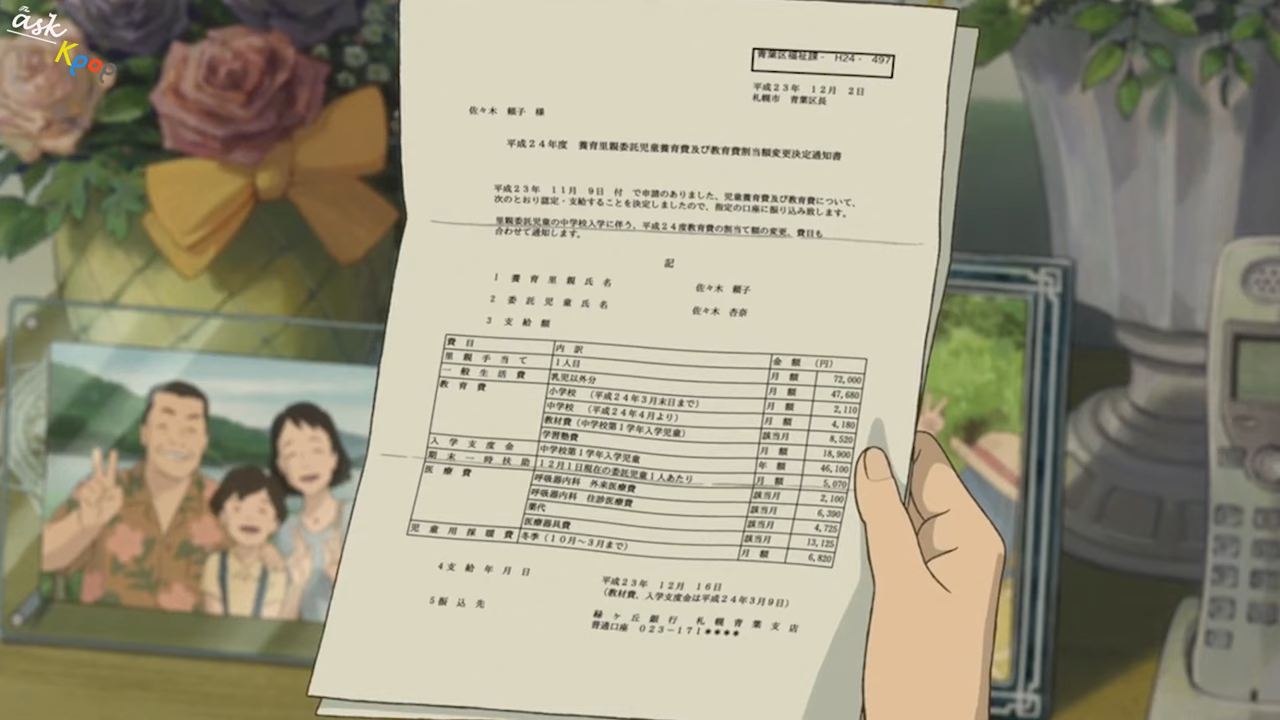 The
ask
Kpop
青葉区福祉課- H24- 497
平成23年 12月 2日
札幌市 青葉区長
佐々木 頼子 様
平成24年度 養育里親委託児童養育費及び教育費割当額変更決定通知書
平成23年 11月 9日 付 で申請のありました、児童養育費及び教育費について、
次のとおり認定・支給することを決定しましたので、指定の口座に振り込み致します。
里親委託児童の中学校入学に伴う、平成24度教育費の割当て額の変更、費目も
合わせて通知します。
記
1 養育里親氏名 佐々木 頼子
2 委託児童氏名 佐々木 杏奈
3 支給額
費目 内訳 金額 (円)
里親手当て 1人目 月額 72,000
一般生活費 乳児以外分 月額 47,680
教育費 小学校 (平成24年3月末日まで) 月額 2,110
中学校 (平成24年4月より) 月額 4,180
教材費(中学校第1学年入学児童) 該当月 8,520
学習塾費 月額 18,900
入学支度金 中学校第1学年入学児童 年額 46,100
期末一時扶助 12月1日現在の委託児童1人あたり 月額 5,070
医療費 呼吸器内科 外来医療費 該当月 2,100
呼吸器内科 往診医療費 6,390
薬代 該当月 4,725
医療器具費 該当月 13,125
児童用採暖費 冬季(10月~3月まで) 月額 6,820
4支給年月日 平成23年 12月 16日
(教材費、入学支度金は平成24年3月9日)
5振込先 緑ヶ丘銀行 札幌青葉支店
普通口座 023-171****